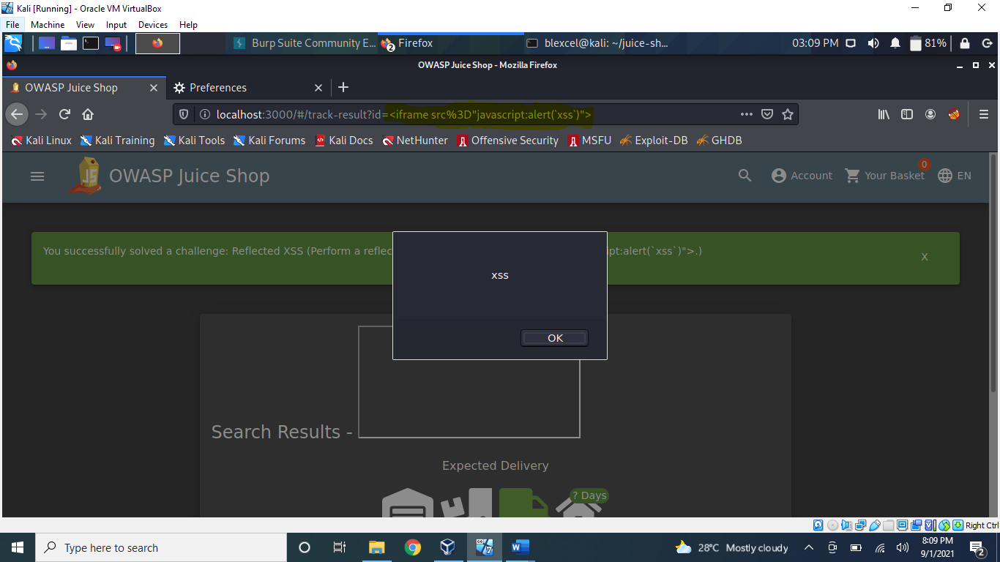 Kali [Running] - Oracle VM VirtualBox
File Machine View Input Devices Help
Burp Suite Community E... Firefox blexcel@kali: ~/juice-sh... 03:09 PM 81%
2
OWASP Juice Shop - Mozilla Firefox
OWASP Juice Shop Preferences
localhost:3000/#/track-result?id=<iframe src%3D"javascript:alert(`xss`)">
Kali Linux Kali Training Kali Tools Kali Forums Kali Docs NetHunter Offensive Security MSFU Exploit-DB GHDB
0
JS OWASP Juice Shop Account Your Basket EN
You successfully solved a challenge: Reflected XSS (Perform a reflec ipt:alert(`xss`)">.)
X
xss
OK
Search Results -
Expected Delivery
? Days
Right Ctrl
Type here to search 28°C Mostly cloudy 8:09 PM
9/1/2021
2